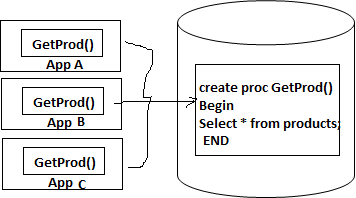 GetProd()
App A
GetProd()
App B
GetProd()
App C
create proc GetProd()
Begin
Select * from products;
END